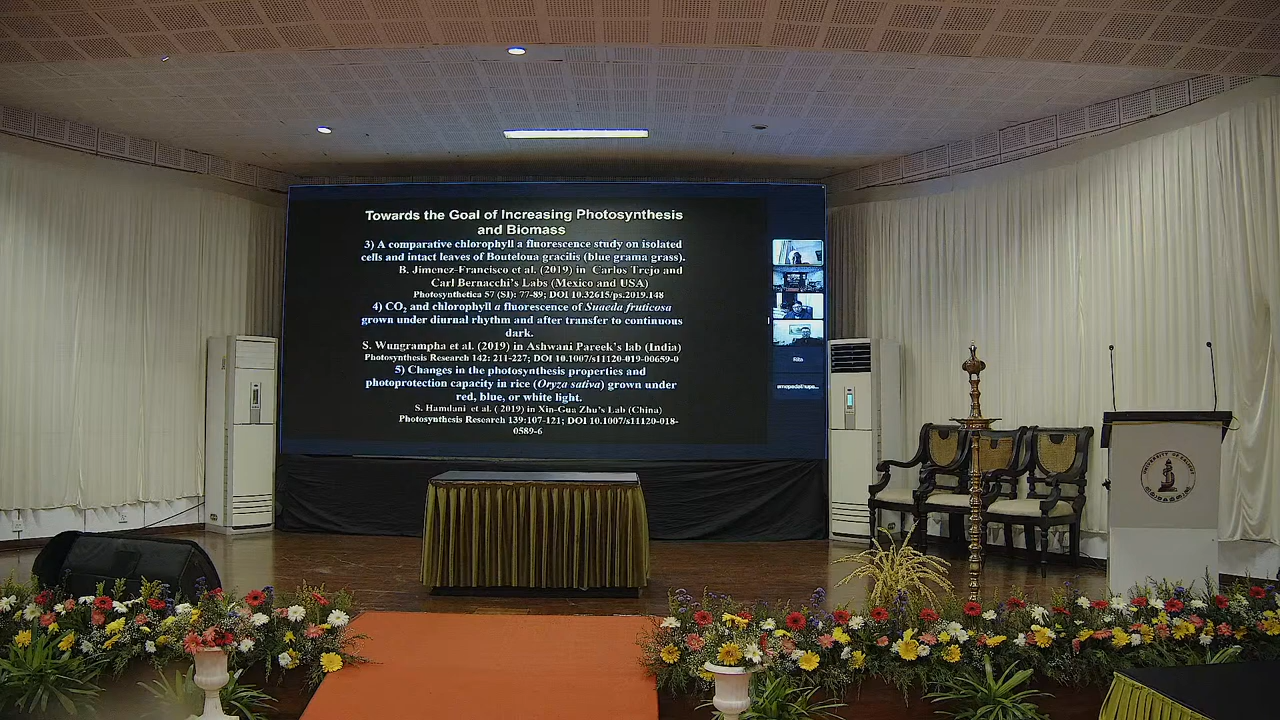 Towards the Goal of Increasing Photosynthesis
and Biomass
3) A comparative chlorophyll a fluorescence study on isolated
cells and intact leaves of Bouteloua gracilis (blue grama grass).
B. Jimenez-Francisco et al. (2019) in Carlos Trejo and
Carl Bernacchi's Labs (Mexico and USA)
Photosynthetica 57 (SI): 77-89; DOI 10.32615/ps.2019.148
4) CO₂ and chlorophyll a fluorescence of Suaeda fruticosa
grown under diurnal rhythm and after transfer to continuous
dark.
S. Wungrampha et al. (2019) in Ashwani Pareek's lab (India)
Photosynthesis Research 142: 211-227; DOI 10.1007/s11120-019-00659-0
5) Changes in the photosynthesis properties and
photoprotection capacity in rice (Oryza sativa) grown under
red, blue, or white light.
S. Hamdani et al. (2019) in Xin-Gua Zhu's Lab (China)
Photosynthesis Research 139:107-121; DOI 10.1007/s11120-018-
0589-6
Rita
UNIVERSITY OF